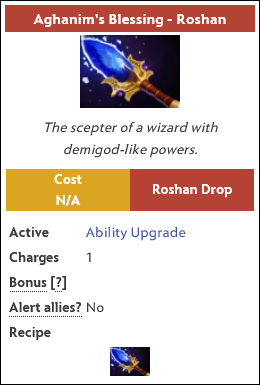 Aghanim's Blessing - Roshan
The scepter of a wizard with
demigod-like powers.
Cost
N/A
Roshan Drop
Active Ability Upgrade
Charges 1
Bonus [?]
Alert allies? No
Recipe